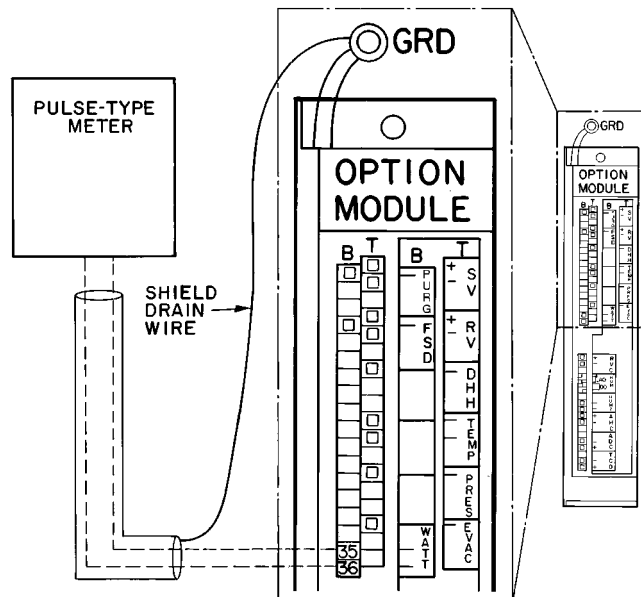 GRD
PULSE-TYPE
METER
OPTION
MODULE
B T B T
PURG
+ SV -
FSD
+ RV -
DHH
TEMP
PRES
WATT
EVAC
35
36
SHIELD
DRAIN
WIRE
GRD
OPTION
MODULE
B T B T